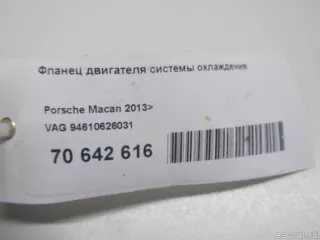 Фланец двигателя системы охлаждения
Porsche Macan 2013>
VAG 94610626031
70 642 616